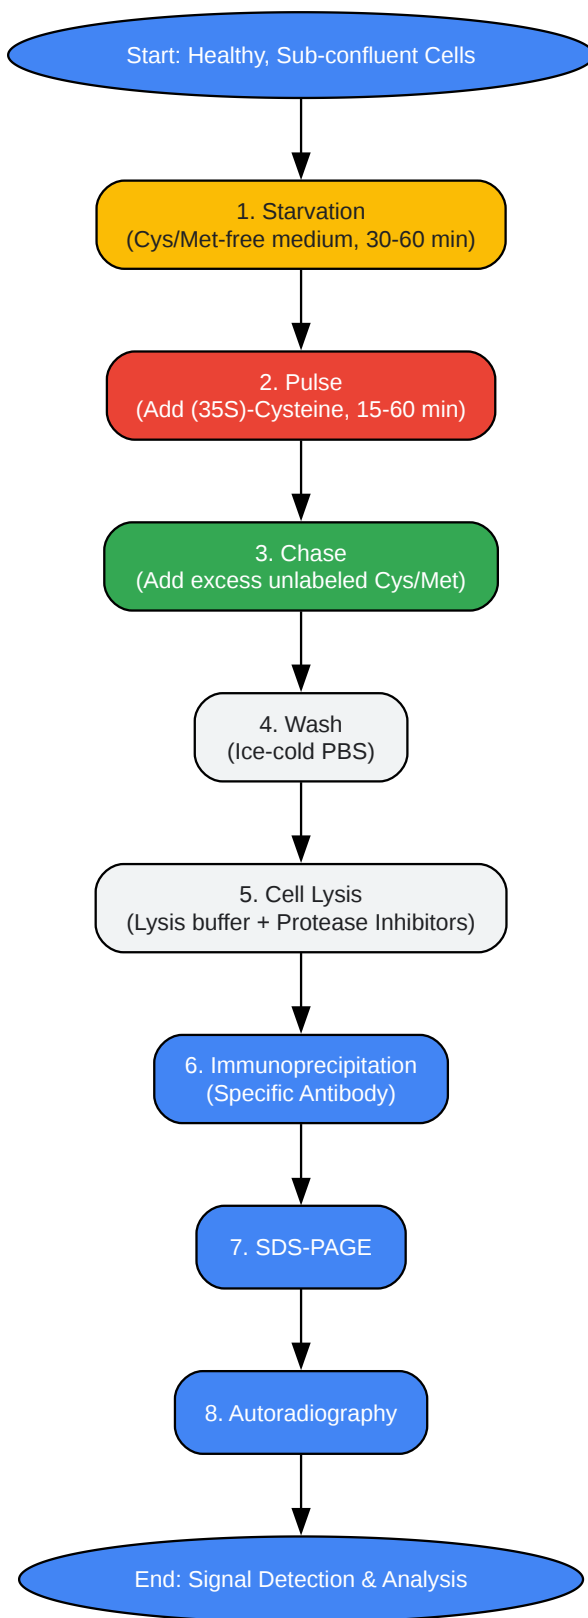 Start: Healthy, Sub-confluent Cells
1. Starvation
(Cys/Met-free medium, 30-60 min)
2. Pulse
(Add (35S)-Cysteine, 15-60 min)
3. Chase
(Add excess unlabeled Cys/Met)
4. Wash
(Ice-cold PBS)
5. Cell Lysis
(Lysis buffer + Protease Inhibitors)
6. Immunoprecipitation
(Specific Antibody)
7. SDS-PAGE
8. Autoradiography
End: Signal Detection & Analysis